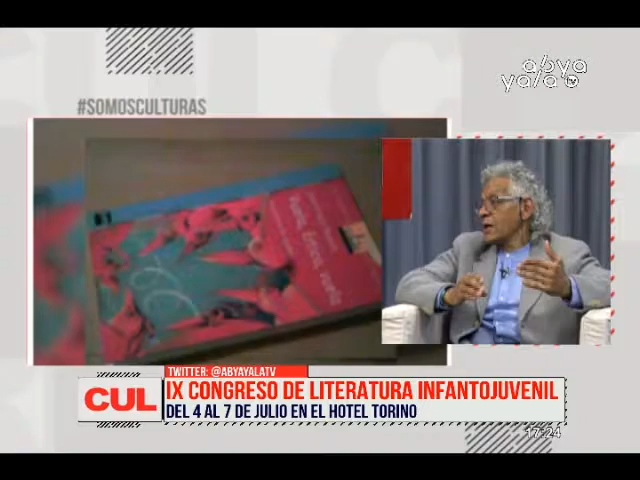 abya
yala tv
#SOMOSCULTURAS
TWITTER: @ABYAYALATV
CUL
IX CONGRESO DE LITERATURA INFANTOJUVENIL
DEL 4 AL 7 DE JULIO EN EL HOTEL TORINO
17:24